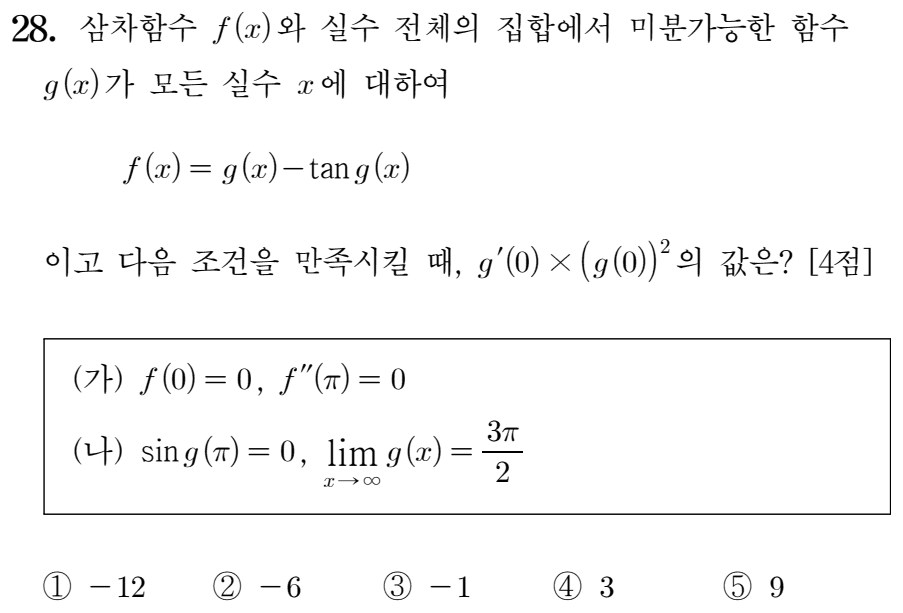 28. 삼차함수 f(x)와 실수 전체의 집합에서 미분가능한 함수
g(x)가 모든 실수 x에 대하여
f(x) = g(x) − tan g(x)
이고 다음 조건을 만족시킬 때, g′(0) × (g(0))²의 값은? [4점]
(가) f(0) = 0, f″(π) = 0
(나) sin g(π) = 0, lim_{x→∞} g(x) = 3π/2
① −12 ② −6 ③ −1 ④ 3 ⑤ 9